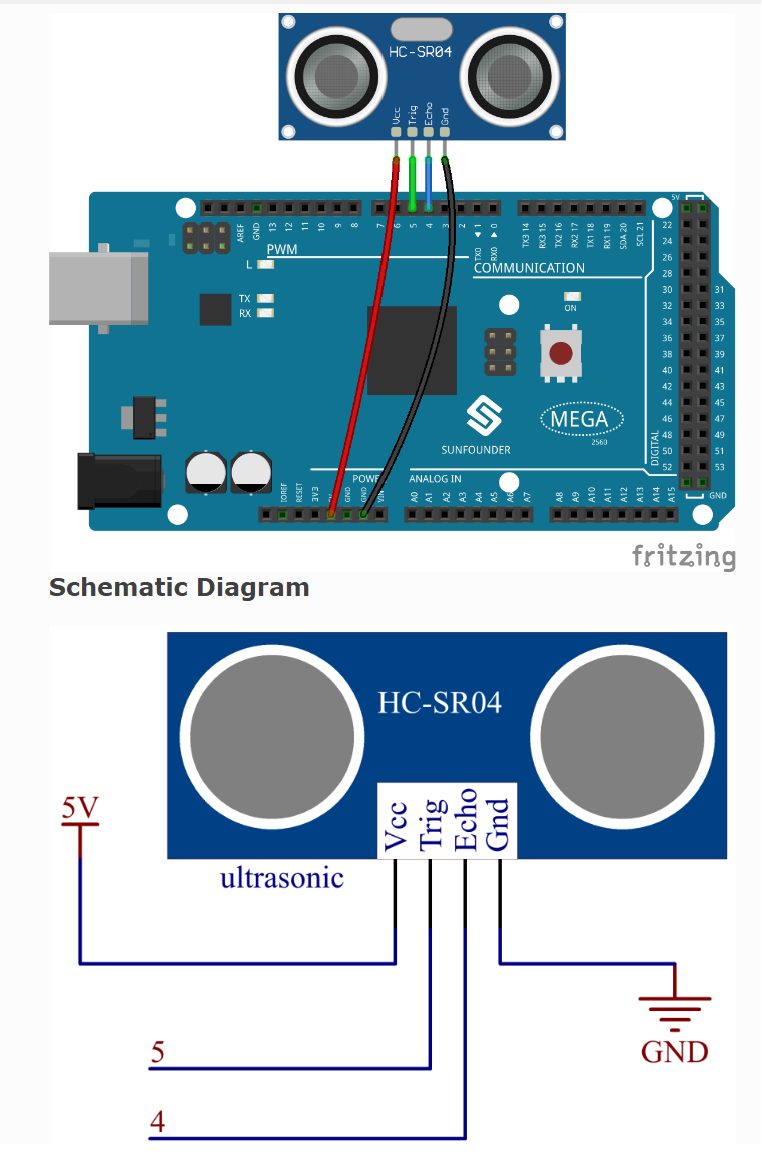 HC-SR04
Vcc Trig Echo Gnd
5V
AREF GND 13 12 11 10 9 8 7 6 5 4 3 2 1 0
TX0 RX0 TX3 14 RX3 15 TX2 16 RX2 17 TX1 18 RX1 19 SDA 20 SCL 21
22
24
26
28
30 31
32 33
34 35
36 37
38 39
40 41
42 43
44 45
46 47
48 49
50 51
52 53
GND
PWM
COMMUNICATION
L
TX
RX
ON
MEGA
2560
SUNFOUNDER
DIGITAL
POWER
ANALOG IN
IOREF RESET 3V3 GND GND VIN A0 A1 A2 A3 A4 A5 A6 A7 A8 A9 A10 A11 A12 A13 A14 A15
fritzing
Schematic Diagram
HC-SR04
Vcc Trig Echo Gnd
ultrasonic
5V
5
4
GND